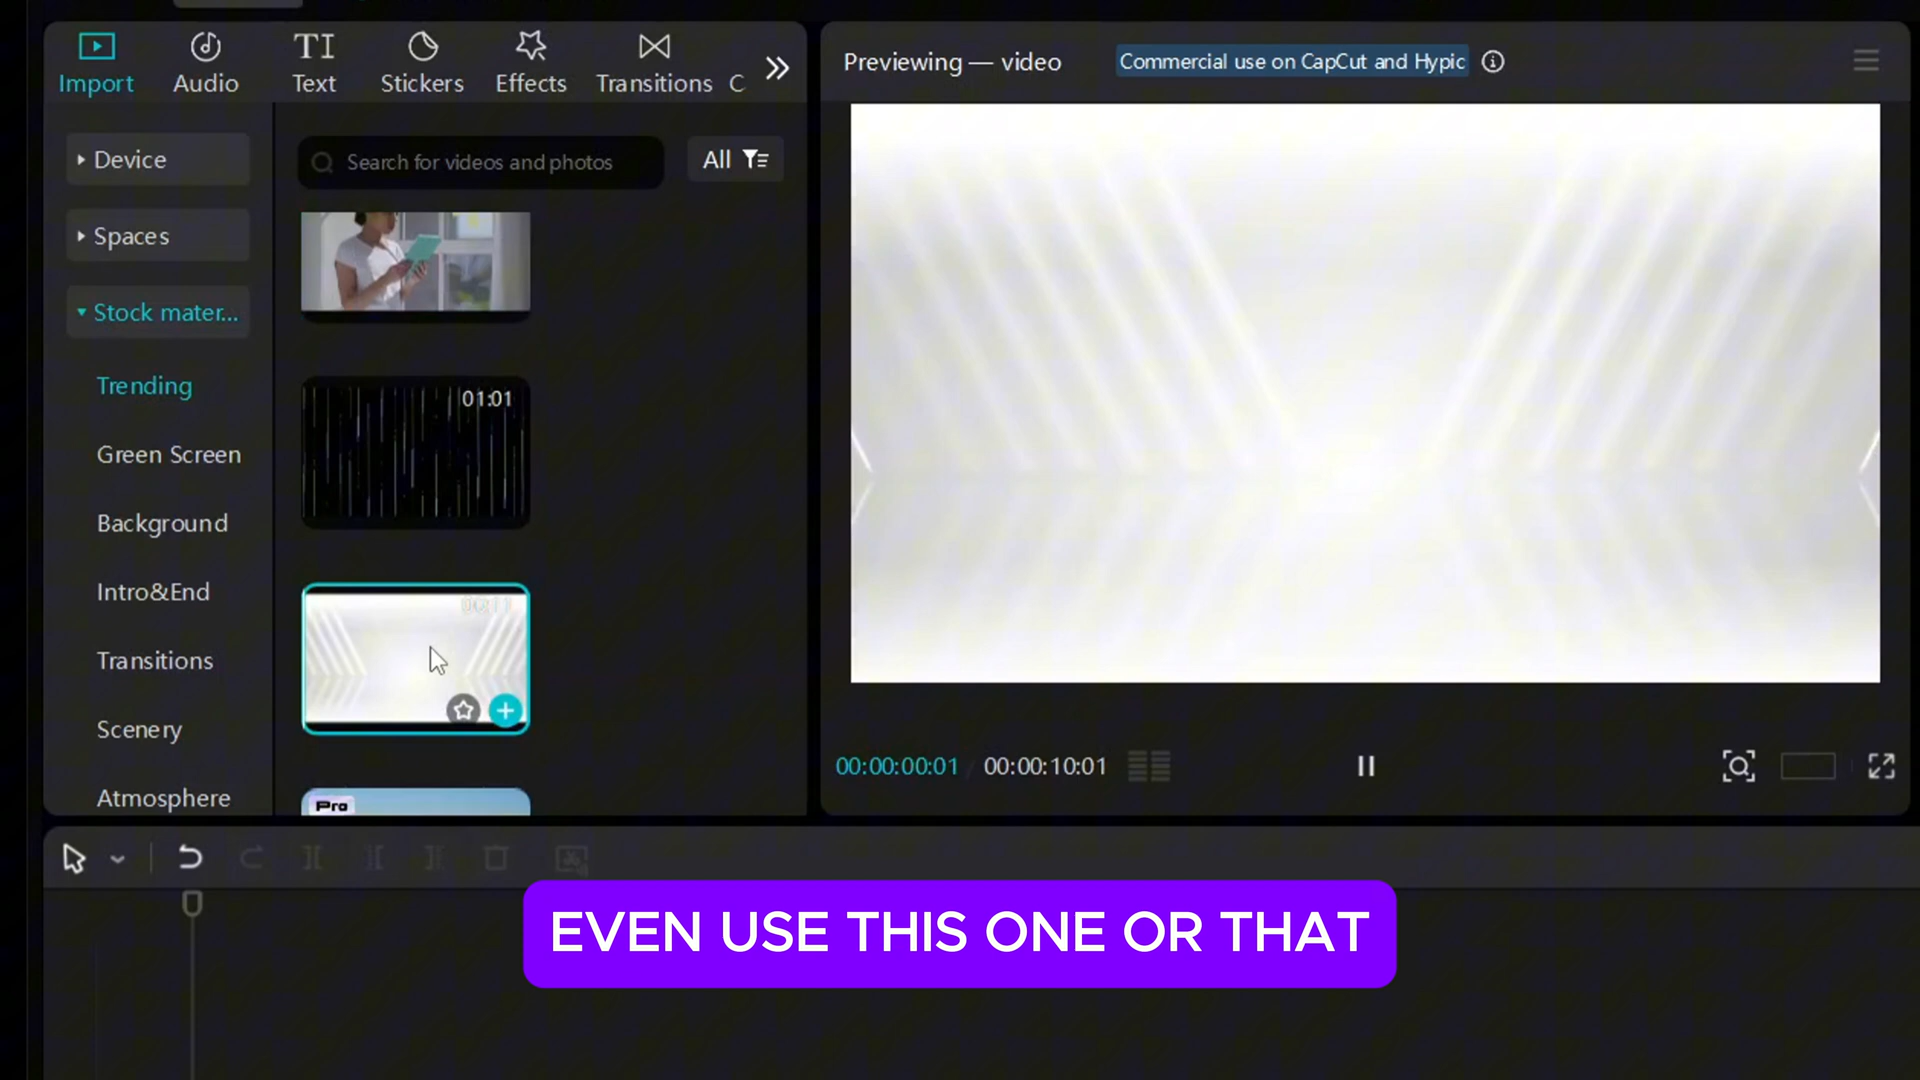 Import
Audio
TI
Text
Stickers
Effects
Transitions
C
Device
Spaces
Stock mater...
Trending
Green Screen
Background
Intro&End
Transitions
Scenery
Atmosphere
Search for videos and photos
All
01:01
00:11
Pro
Previewing — video
Commercial use on CapCut and Hypic
00:00:00:01 / 00:00:10:01
EVEN USE THIS ONE OR THAT